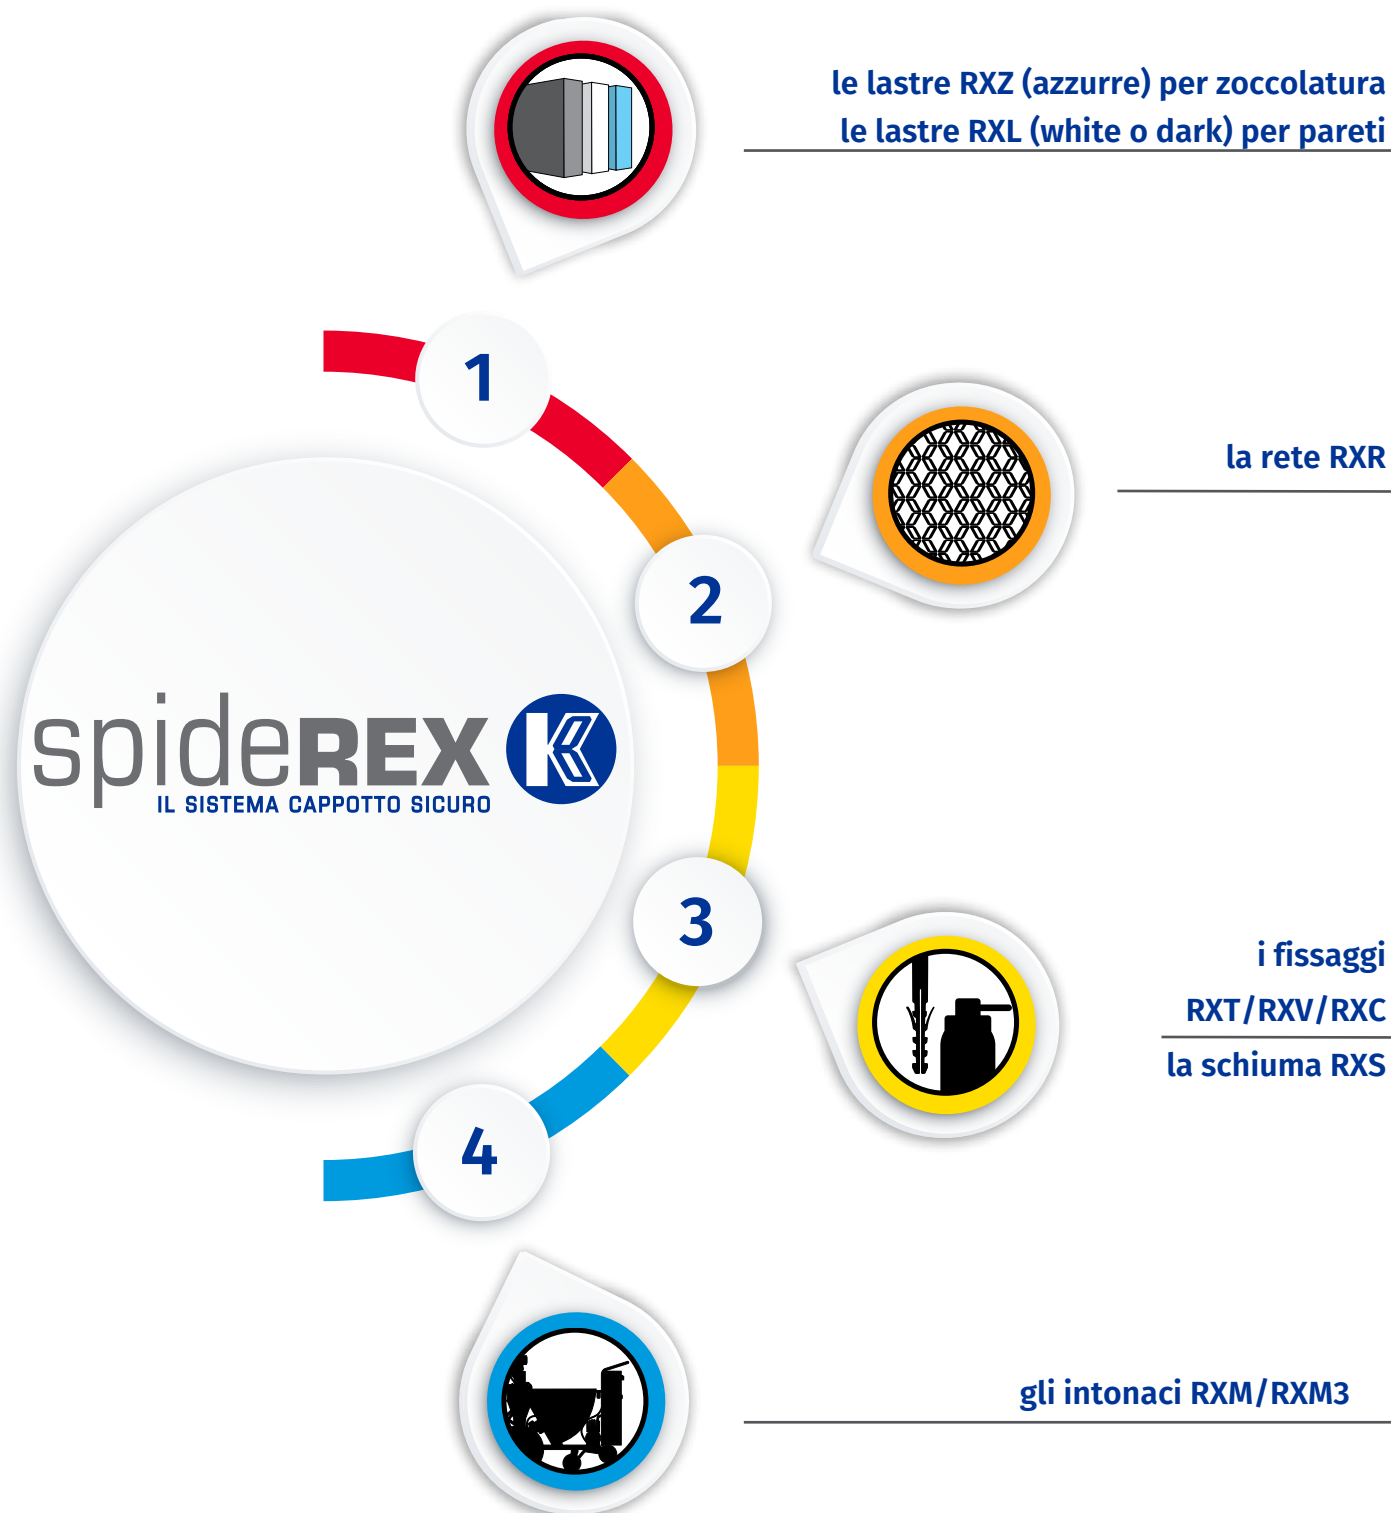 le lastre RXZ (azzurre) per zoccolatura
le lastre RXL (white o dark) per pareti
1
la rete RXR
2
spideREX K
IL SISTEMA CAPPOTTO SICURO
3
i fissaggi
RXT/RXV/RXC
la schiuma RXS
4
gli intonaci RXM/RXM3